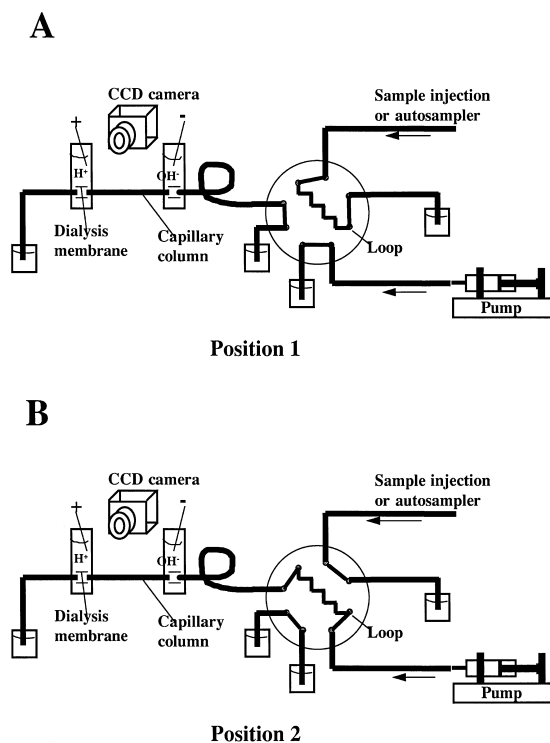 A
CCD camera
Sample injection
or autosampler
+
-
H+
OH-
Dialysis
membrane
Capillary
column
Loop
Pump
Position 1
B
CCD camera
Sample injection
or autosampler
+
-
H+
OH-
Dialysis
membrane
Capillary
column
Loop
Pump
Position 2